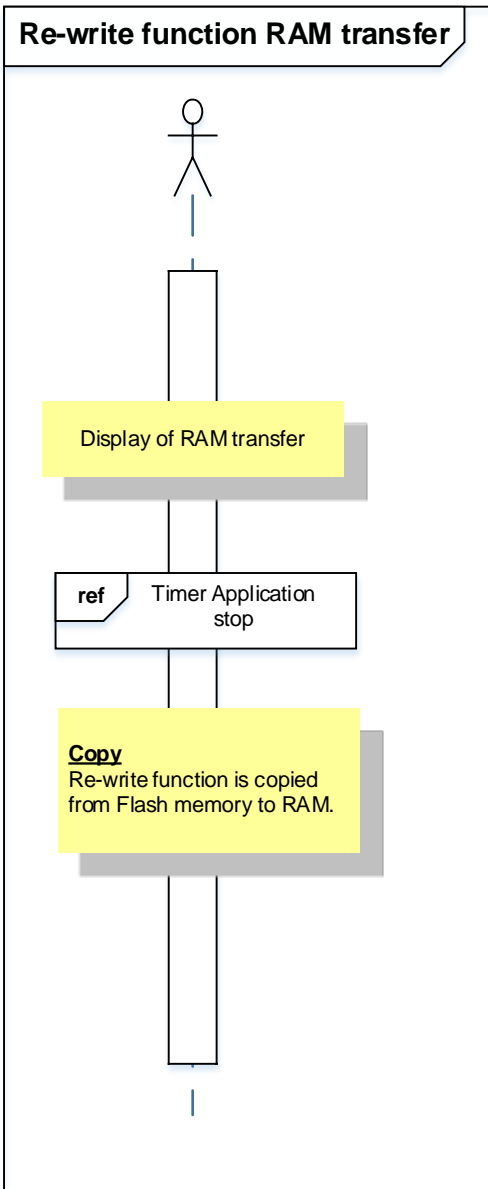 Re-write function RAM transfer
Display of RAM transfer
ref
Timer Application
stop
Copy
Re-write function is copied
from Flash memory to RAM.